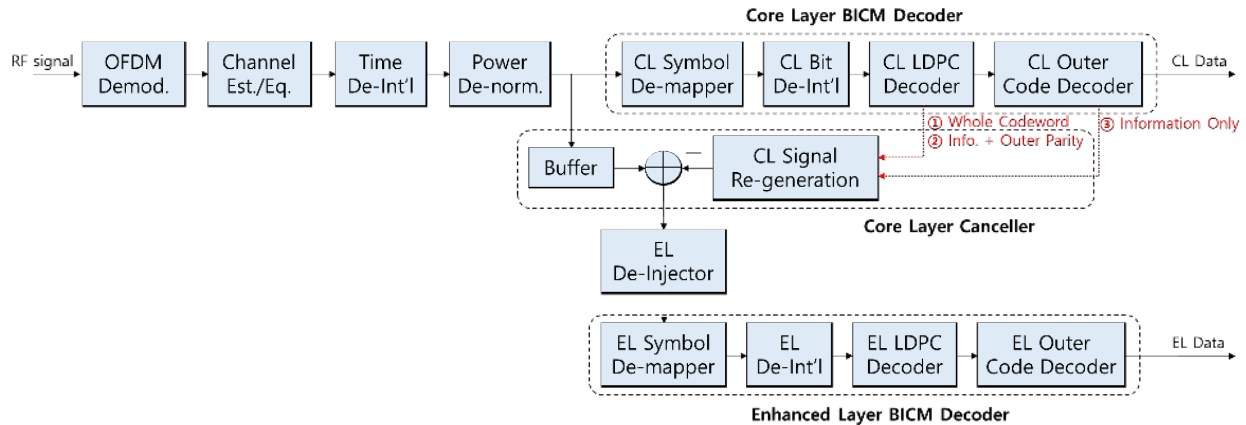 Core Layer BICM Decoder
RF signal
OFDM
Demod.
Channel
Est./Eq.
Time
De-Int'l
Power
De-norm.
CL Symbol
De-mapper
CL Bit
De-Int'l
CL LDPC
Decoder
CL Outer
Code Decoder
CL Data
① Whole Codeword
② Info. + Outer Parity
③ Information Only
Buffer
CL Signal
Re-generation
Core Layer Canceller
EL
De-Injector
EL Symbol
De-mapper
EL
De-Int'l
EL LDPC
Decoder
EL Outer
Code Decoder
EL Data
Enhanced Layer BICM Decoder